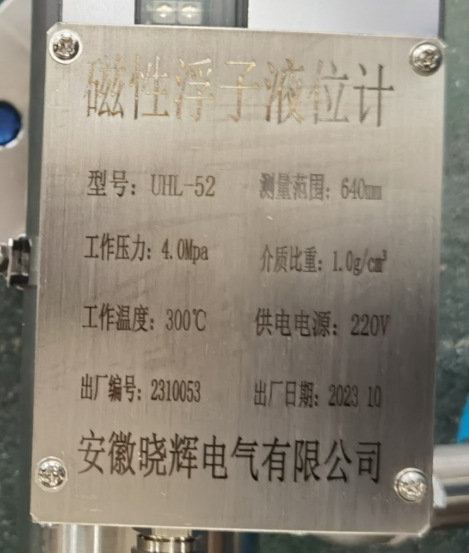 磁性浮子液位计
型号: UHL-52 测量范围: 640mm
工作压力: 4.0Mpa 介质比重: 1.0g/cm³
工作温度: 300℃ 供电电源: 220V
出厂编号: 2310053 出厂日期: 2023 10
安徽晓辉电气有限公司